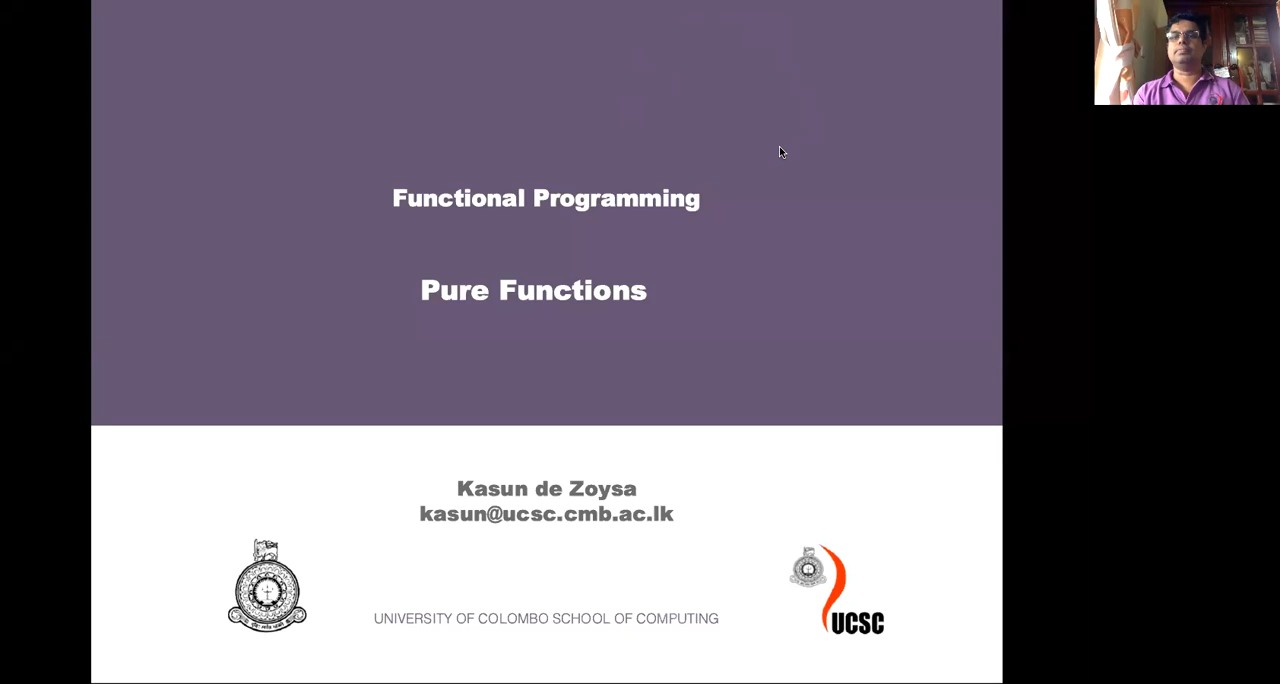 Functional Programming
Pure Functions
Kasun de Zoysa
kasun@ucsc.cmb.ac.lk
UNIVERSITY OF COLOMBO SCHOOL OF COMPUTING
UCSC